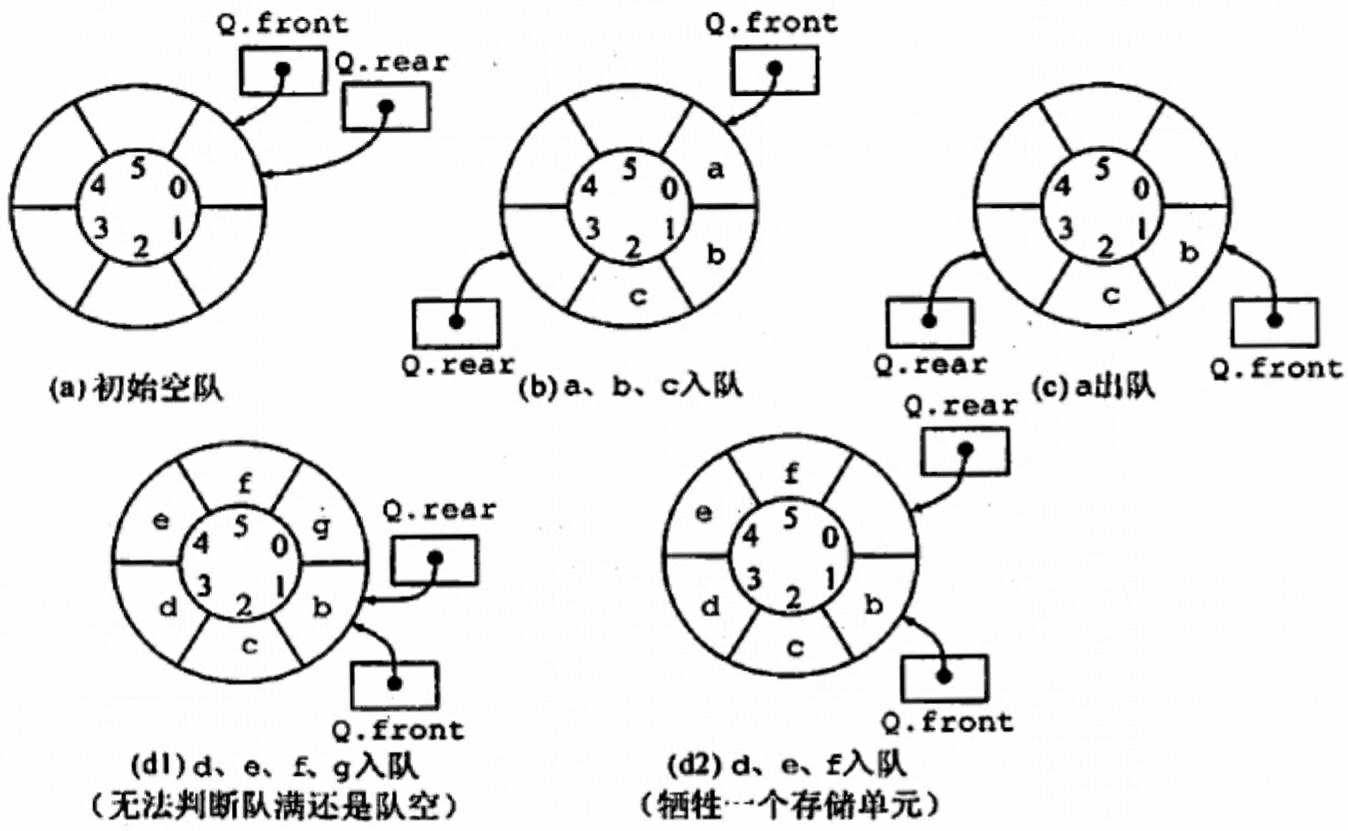 Q.front
Q.rear
5
4 0
3 1
2
(a)初始空队
Q.front
5
4 0
a
3 1
2
b
c
Q.rear
(b)a、b、c入队
5
4 0
3 1
2
b
c
Q.rear
Q.front
(c)a出队
f
e
g
5
4 0
3 1
2
d
b
c
Q.rear
Q.front
(d1)d、e、f、g入队
(无法判断队满还是队空)
Q.rear
f
e
5
4 0
3 1
2
d
b
c
Q.front
(d2)d、e、f入队
(牺牲一个存储单元)